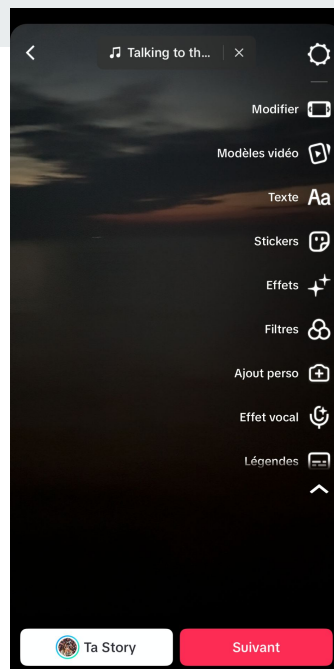 Talking to th...
Modifier
Modèles vidéo
Texte Aa
Stickers
Effets
Filtres
Ajout perso
Effet vocal
Légendes
Ta Story
Suivant